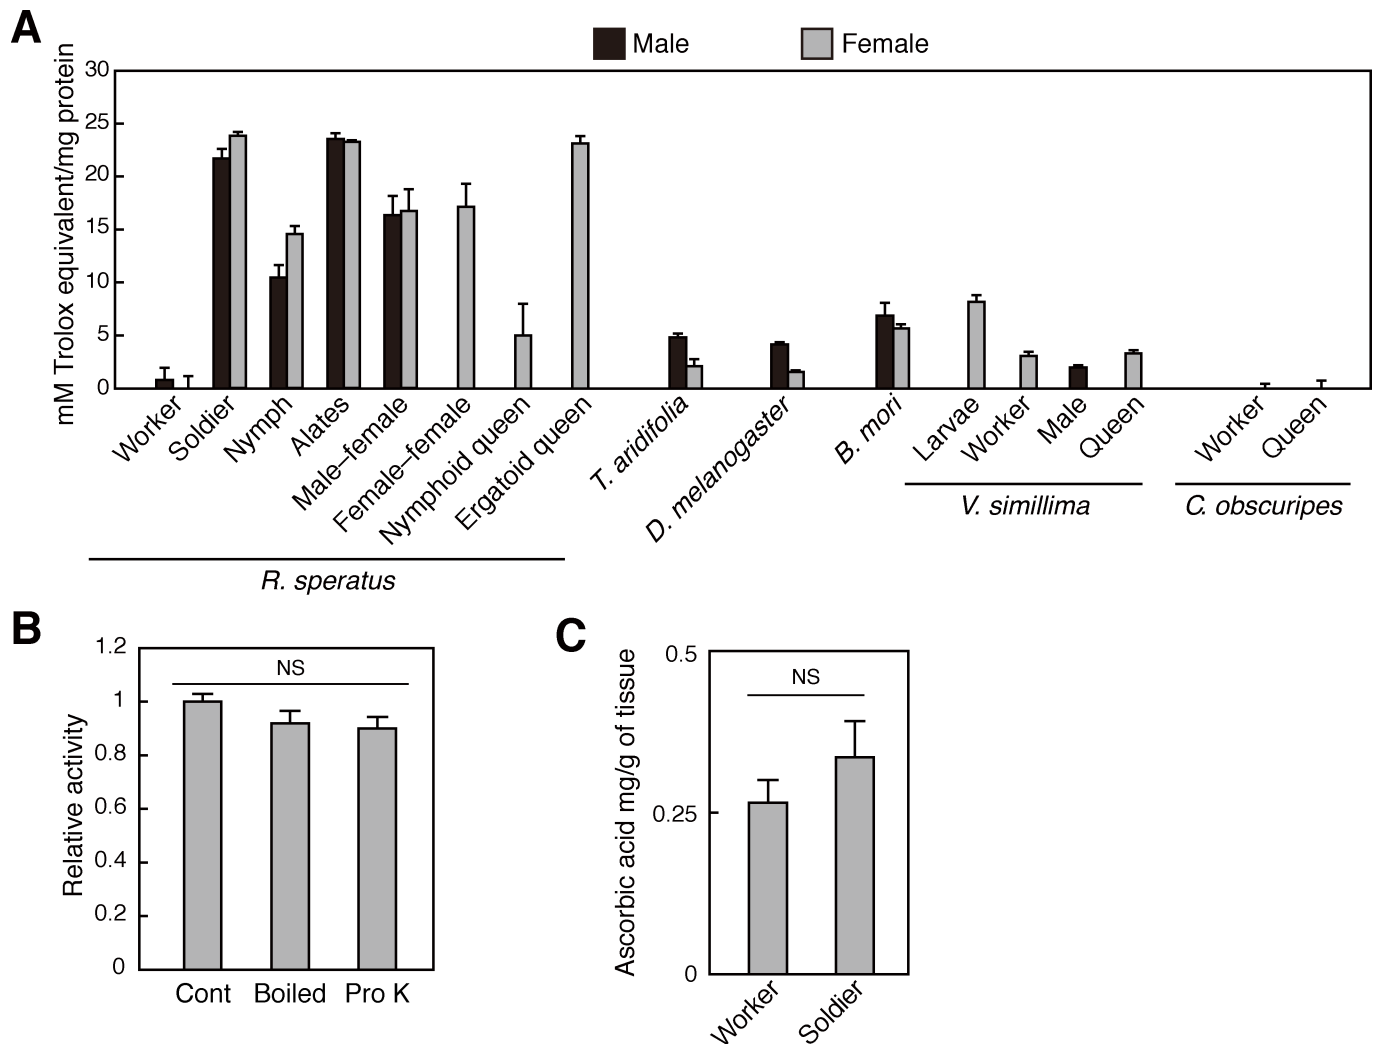 A
Male
Female
mM Trolox equivalent/mg protein
30
25
20
15
10
5
0
Worker
Soldier
Nymph
Alates
Male–female
Female–female
Nymphoid queen
Ergatoid queen
T. aridifolia
D. melanogaster
B. mori
Larvae
Worker
Male
Queen
Worker
Queen
R. speratus
V. simillima
C. obscuripes
B
Relative activity
1.2
1
0.8
0.6
0.4
0.2
0
NS
Cont
Boiled
Pro K
C
Ascorbic acid mg/g of tissue
0.5
0.25
0
NS
Worker
Soldier